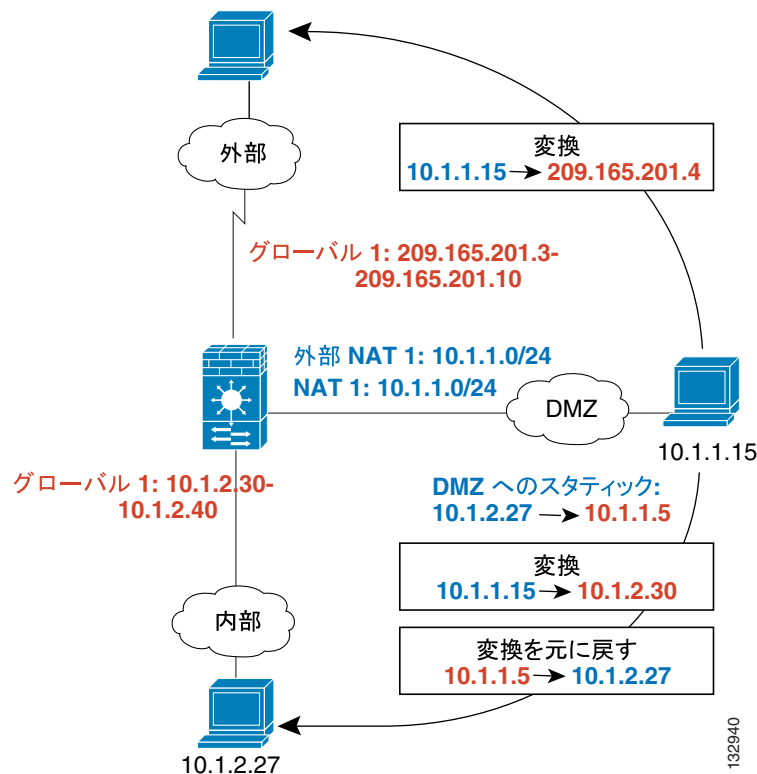 外部
変換
10.1.1.15 → 209.165.201.4
グローバル 1: 209.165.201.3-
209.165.201.10
外部 NAT 1: 10.1.1.0/24
NAT 1: 10.1.1.0/24
DMZ
10.1.1.15
グローバル 1: 10.1.2.30-
10.1.2.40
DMZ へのスタティック:
10.1.2.27 → 10.1.1.5
変換
10.1.1.15 → 10.1.2.30
内部
変換を元に戻す
10.1.1.5 → 10.1.2.27
10.1.2.27
132940